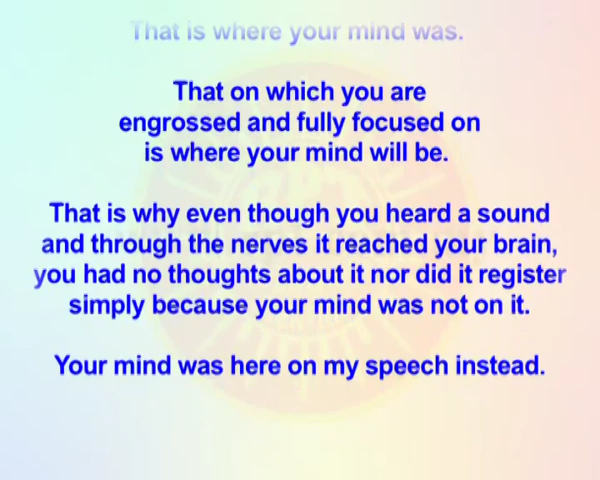 That is where your mind was.
That on which you are
engrossed and fully focused on
is where your mind will be.
That is why even though you heard a sound
and through the nerves it reached your brain,
you had no thoughts about it nor did it register
simply because your mind was not on it.
Your mind was here on my speech instead.